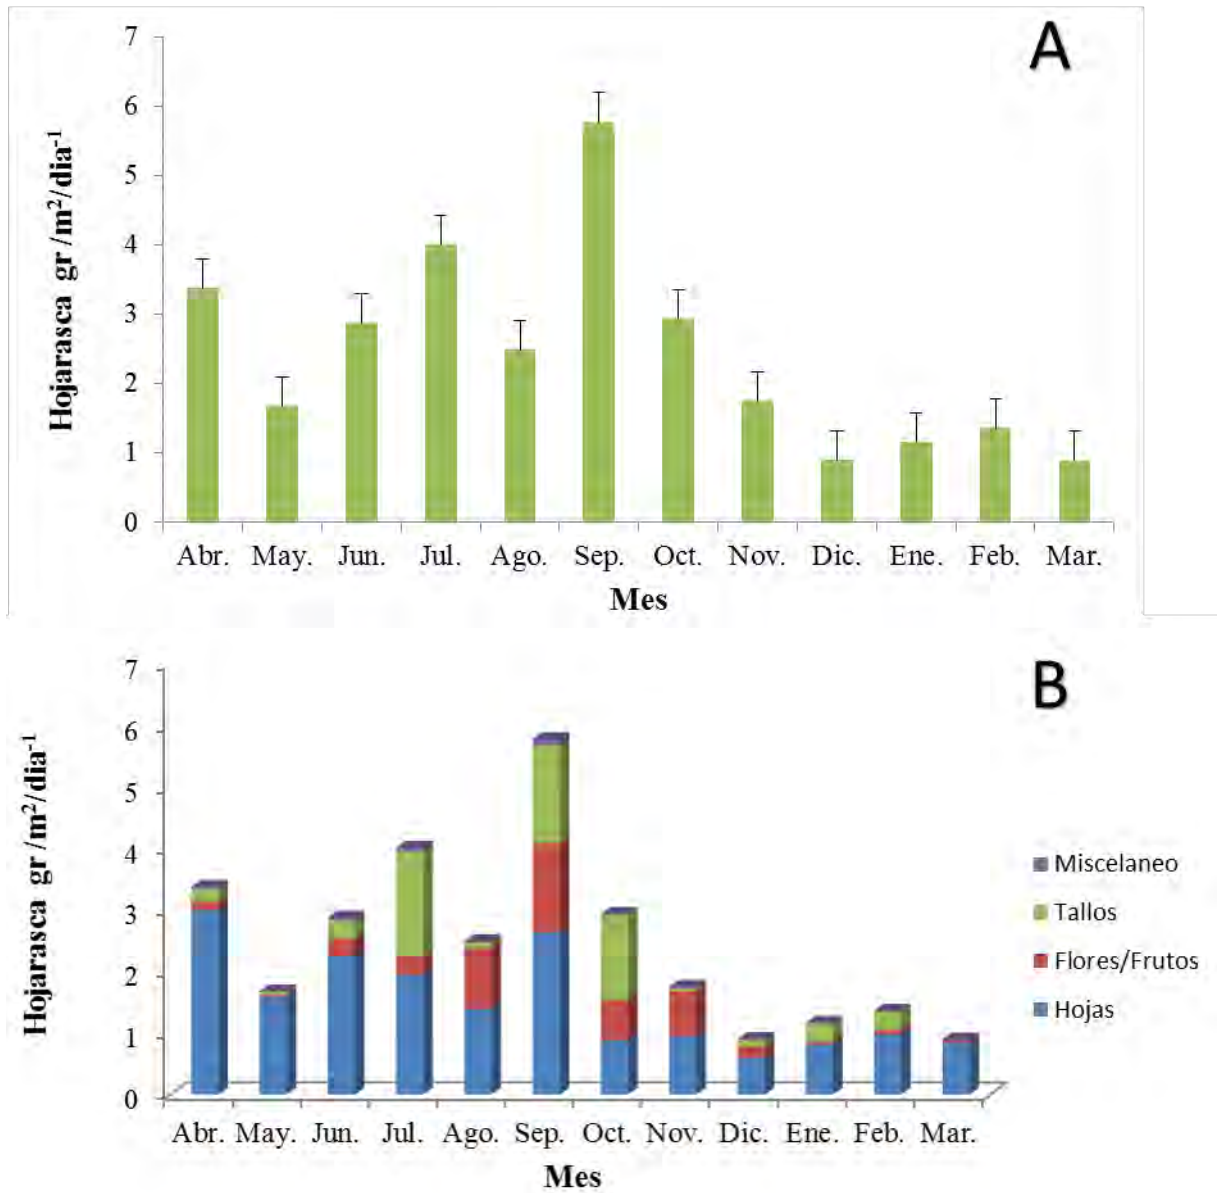 A
7
6
5
4
3
2
1
0
Hojarasca gr /m²/dia⁻¹
Abr. May. Jun. Jul. Ago. Sep. Oct. Nov. Dic. Ene. Feb. Mar.
Mes
B
7
6
5
4
3
2
1
0
Hojarasca gr /m²/dia⁻¹
Miscelaneo
Tallos
Flores/Frutos
Hojas
Abr. May. Jun. Jul. Ago. Sep. Oct. Nov. Dic. Ene. Feb. Mar.
Mes